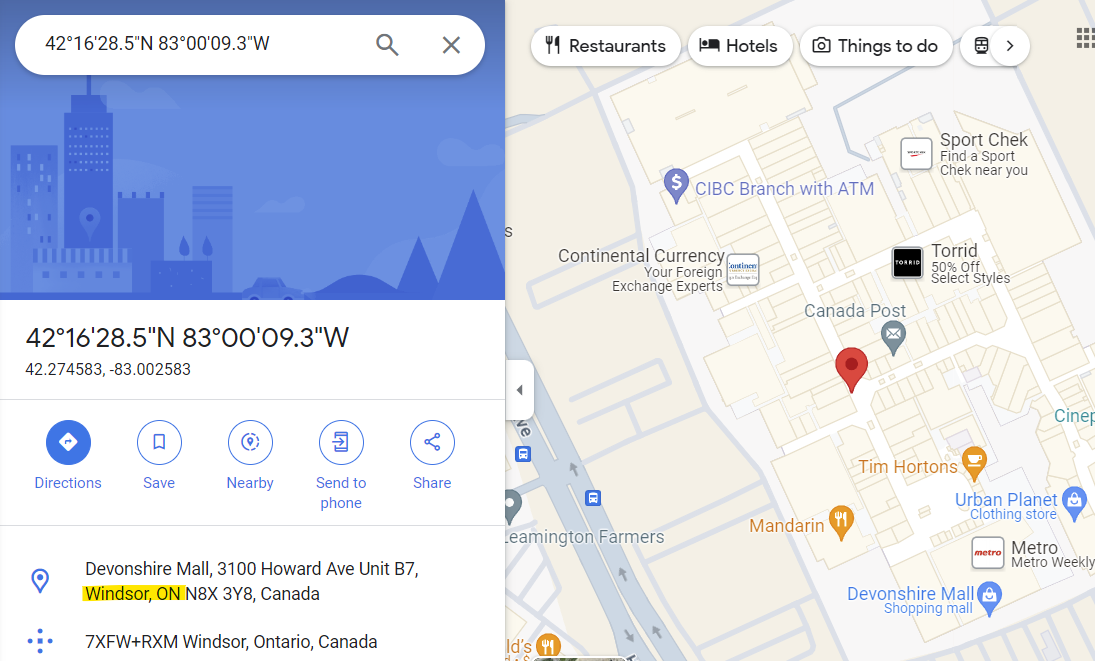 42°16'28.5"N 83°00'09.3"W
42°16'28.5"N 83°00'09.3"W
42.274583, -83.002583
Directions
Save
Nearby
Send to
phone
Share
Devonshire Mall, 3100 Howard Ave Unit B7,
Windsor, ON N8X 3Y8, Canada
7XFW+RXM Windsor, Ontario, Canada
Restaurants
Hotels
Things to do
Sport Chek
Find a Sport
Chek near you
CIBC Branch with ATM
Continental Currency
Your Foreign
Exchange Experts
TORRID
Torrid
50% Off
Select Styles
Canada Post
Cinep
Tim Hortons
Urban Planet
Clothing store
Mandarin
Leamington Farmers
metro
Metro
Metro Weekly
Devonshire Mall
Shopping mall